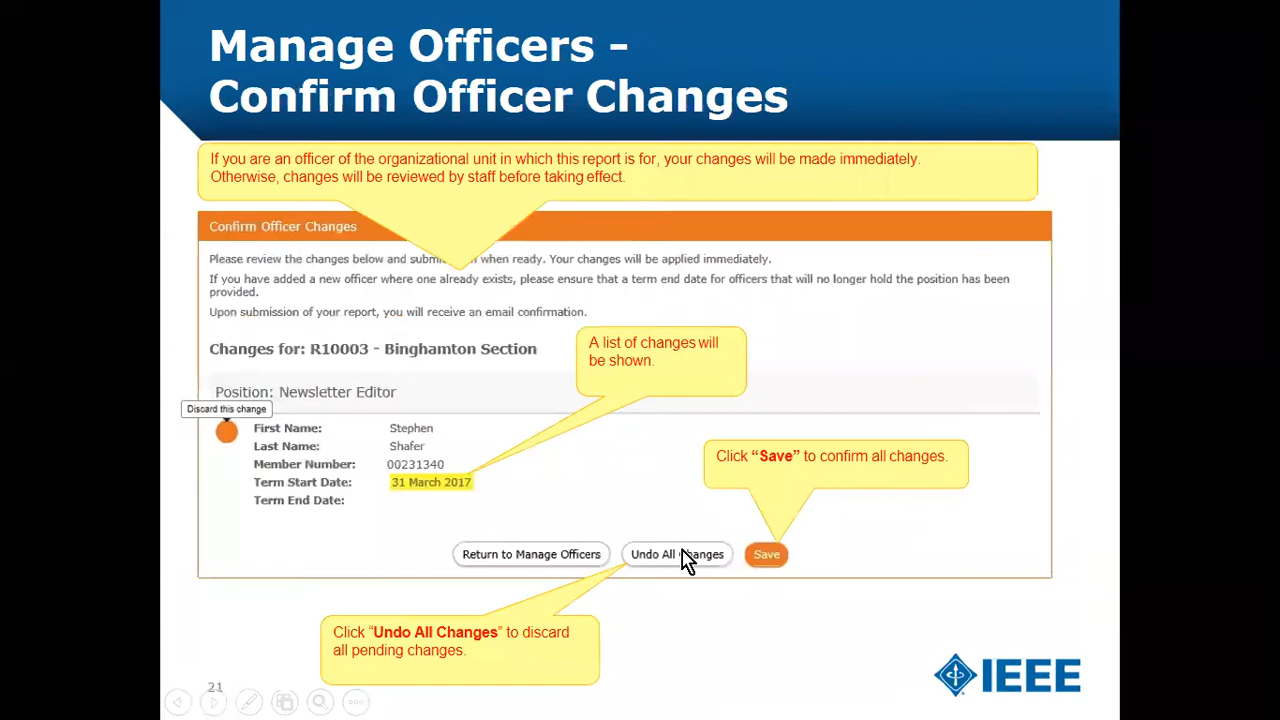 Manage Officers -
Confirm Officer Changes
If you are an officer of the organizational unit in which this report is for, your changes will be made immediately.
Otherwise, changes will be reviewed by staff before taking effect.
Confirm Officer Changes
Please review the changes below and submi when ready. Your changes will be applied immediately.
If you have added a new officer where one already exists, please ensure that a term end date for officers that will no longer hold the position has been
provided.
Upon submission of your report, you will receive an email confirmation.
A list of changes will
be shown.
Changes for: R10003 - Binghamton Section
Position: Newsletter Editor
Discard this change
First Name: Stephen
Last Name: Shafer
Member Number: 00231340
Term Start Date: 31 March 2017
Term End Date:
Click “Save” to confirm all changes.
Return to Manage Officers
Undo All Changes
Save
Click “Undo All Changes” to discard
all pending changes.
21
IEEE